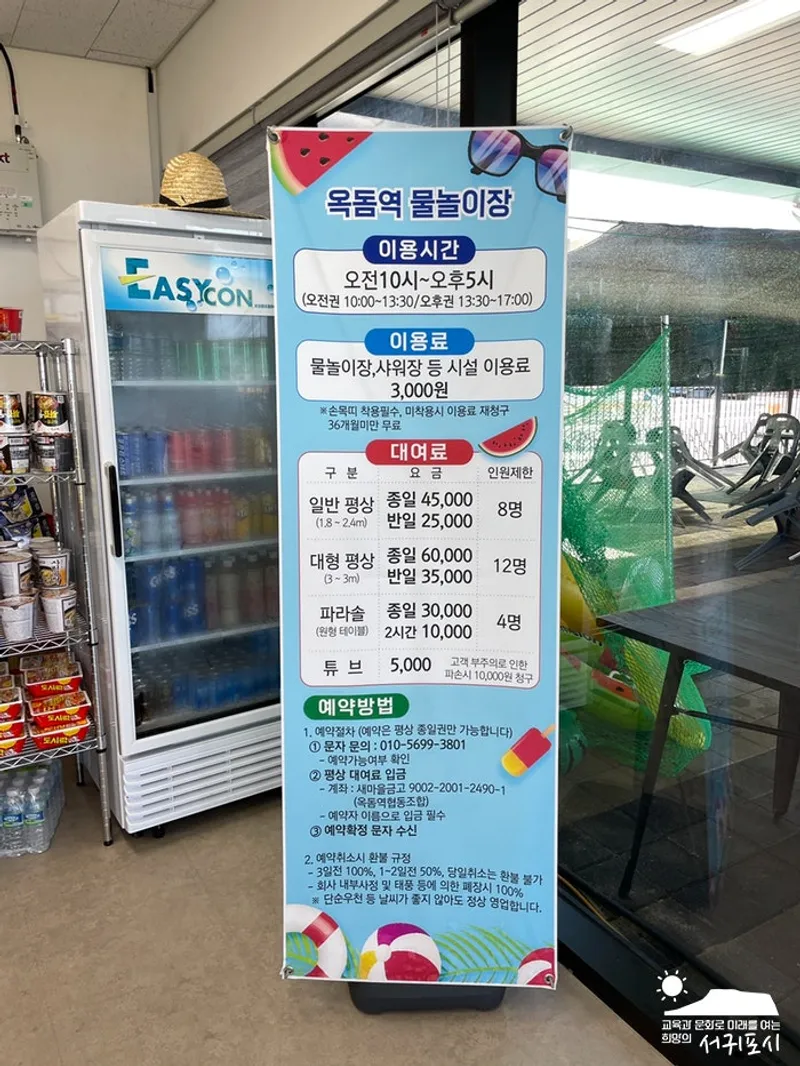 EASYCON
옥돔역 물놀이장
이용시간
오전10시~오후5시
(오전권 10:00~13:30/오후권 13:30~17:00)
이용료
물놀이장,샤워장 등 시설 이용료
3,000원
※손목띠 착용필수, 미착용시 이용료 재청구
36개월미만 무료
대여료
구 분 요 금 인원제한
일반 평상 종일 45,000 8명
(1.8 ~ 2.4m) 반일 25,000
대형 평상 종일 60,000 12명
(3 ~ 3m) 반일 35,000
파라솔 종일 30,000 4명
(원형 테이블) 2시간 10,000
튜 브 5,000 고객 부주의로 인한
파손시 10,000원 청구
예약방법
1. 예약절차 (예약은 평상 종일권만 가능합니다)
① 문자 문의 : 010-5699-3801
- 예약가능여부 확인
② 평상 대여료 입금
- 계좌 : 새마을금고 9002-2001-2490-1
(옥돔역협동조합)
- 예약자 이름으로 입금 필수
③ 예약확정 문자 수신
2. 예약취소시 환불 규정
- 3일전 100%, 1~2일전 50%, 당일취소는 환불 불가
- 회사 내부사정 및 태풍 등에 의한 폐장시 100%
※ 단순우천 등 날씨가 좋지 않아도 정상 영업합니다.
도시락
교육과 문화로 미래를 여는
희망의 서귀포시